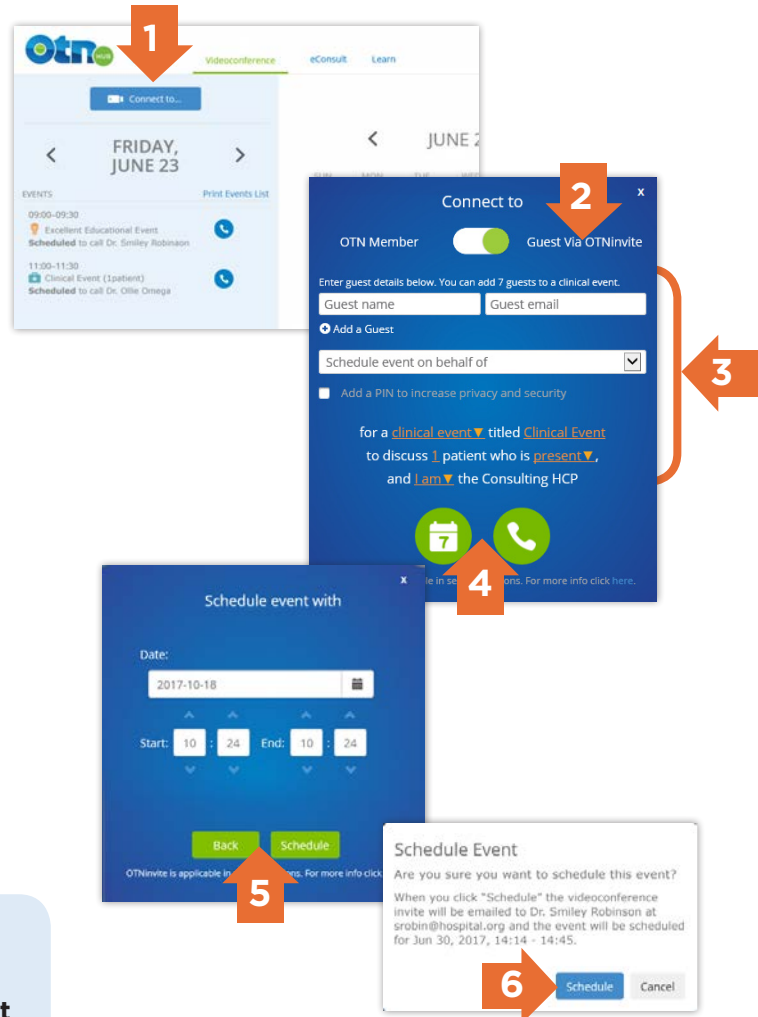 otn HUB
1
Videoconference eConsult Learn
Connect to...
FRIDAY,
JUNE 23
JUNE 2
SUN MON TUE WED
EVENTS Print Events List
09:00-09:30
Excellent Educational Event
Scheduled to call Dr. Smiley Robinson
11:00-11:30
Clinical Event (1patient)
Scheduled to call Dr. Ollie Omega
2
x
Connect to
OTN Member Guest Via OTNinvite
Enter guest details below. You can add 7 guests to a clinical event.
Guest name Guest email
Add a Guest
Schedule event on behalf of
Add a PIN to increase privacy and security
3
for a clinical event▼ titled Clinical Event
to discuss 1 patient who is present▼,
and I am▼ the Consulting HCP
7
4
le in se ons. For more info click here.
x
Schedule event with
Date:
2017-10-18
Start: 10 : 24 End: 10 : 24
Back Schedule
OTNinvite is applicable in ons. For more info click
5
Schedule Event
Are you sure you want to schedule this event?
When you click "Schedule" the videoconference
invite will be emailed to Dr. Smiley Robinson at
srobin@hospital.org and the event will be scheduled
for Jun 30, 2017, 14:14 - 14:45.
6
Schedule Cancel
t